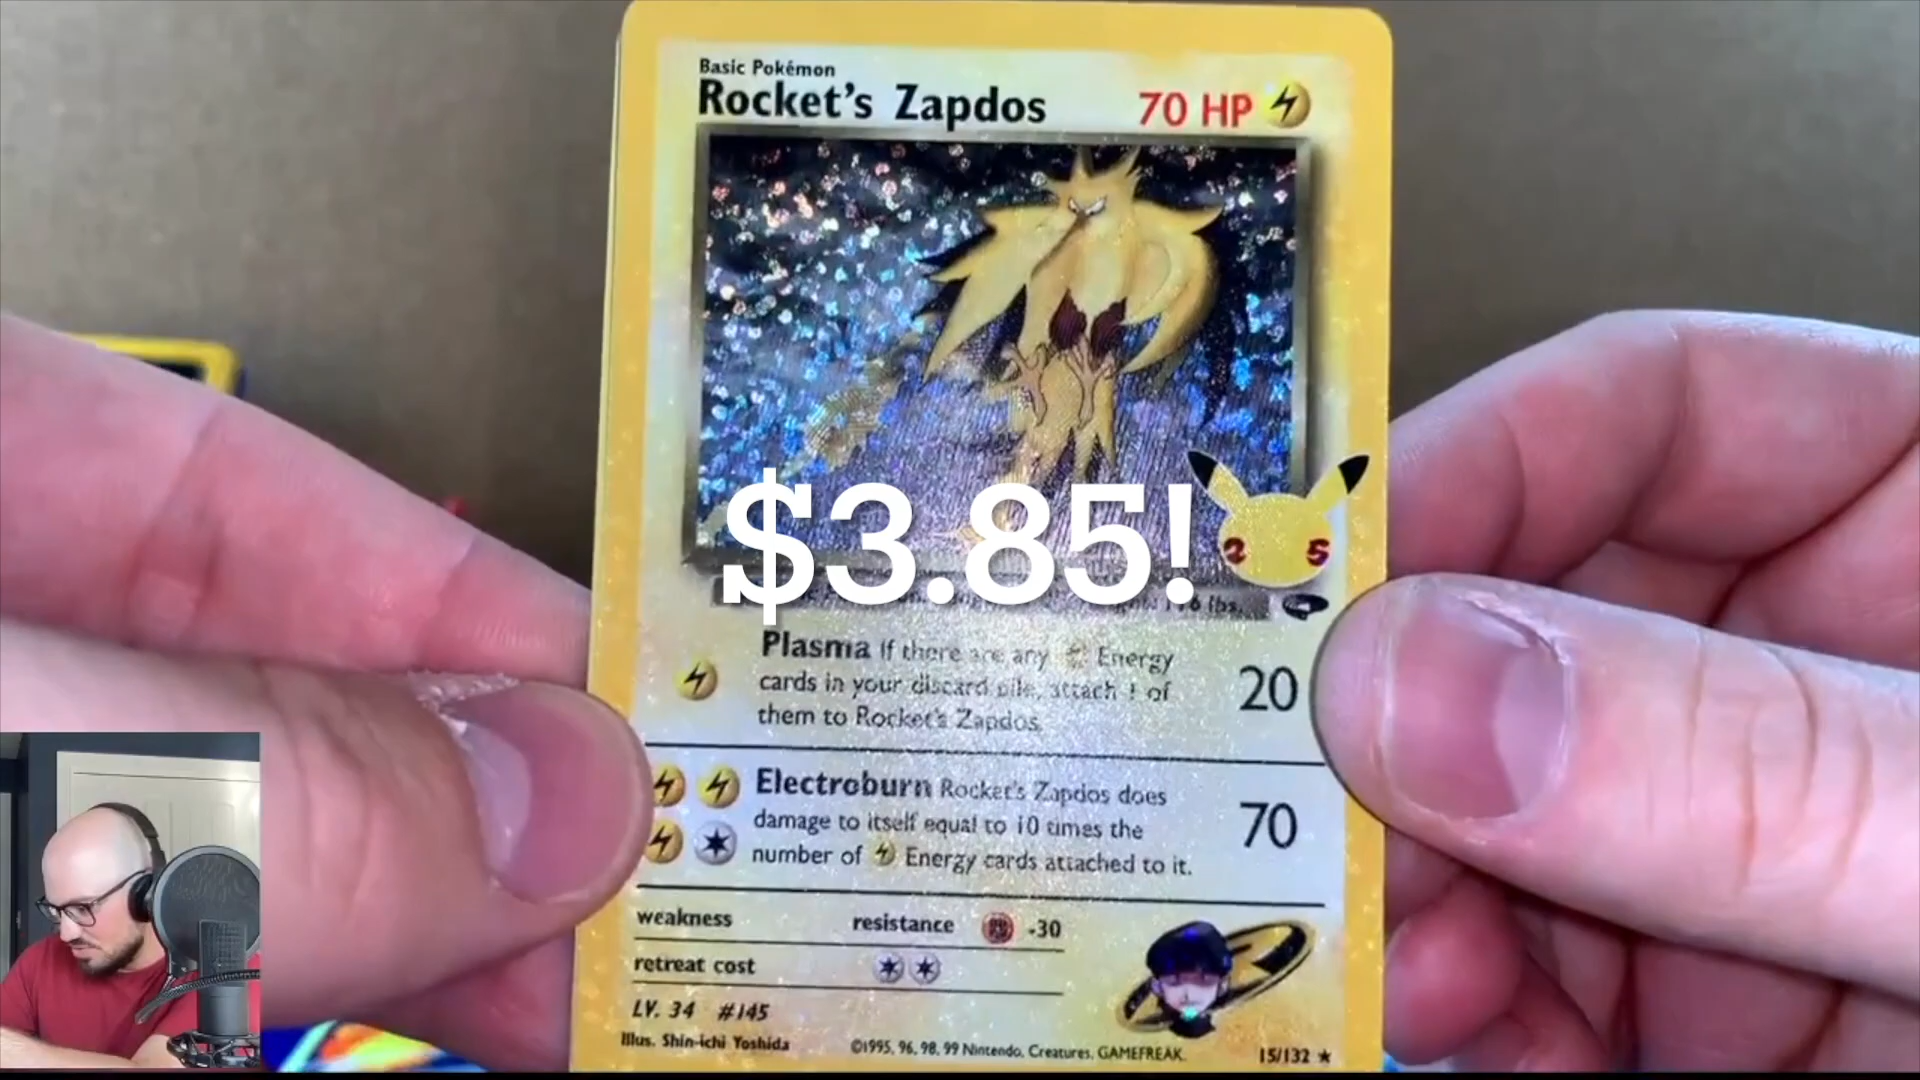 Basic Pokémon
Rocket's Zapdos 70 HP
$3.85!
116 lbs.
2 5
Plasma If there are any Energy
cards in your discard pile, attach 1 of
them to Rocket's Zapdos.
20
Electroburn Rocket's Zapdos does
damage to itself equal to 10 times the
number of Energy cards attached to it.
70
weakness resistance -30
retreat cost
LV. 34 #145
Illus. Shin-ichi Yoshida ©1995, 96, 98, 99 Nintendo, Creatures, GAMEFREAK. 15/132 ★
R